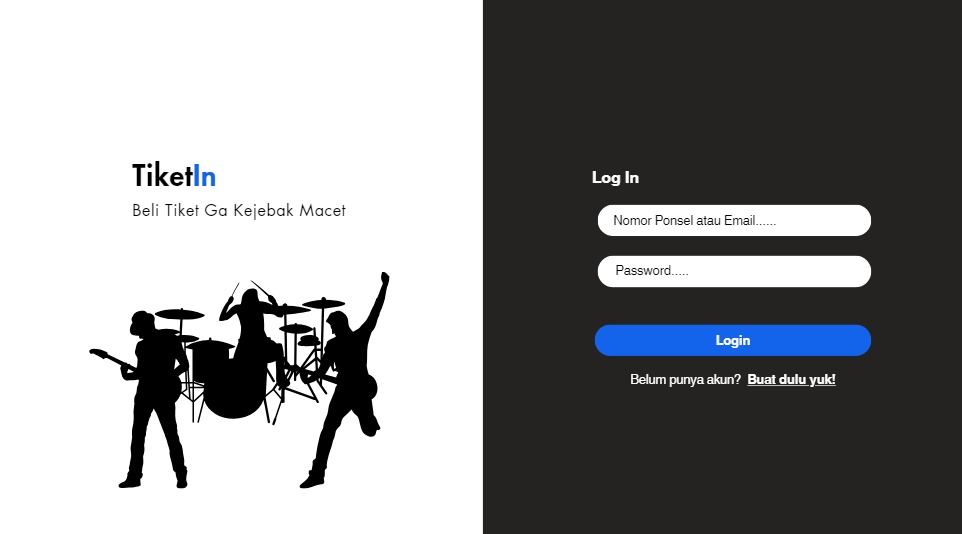 TiketIn
Beli Tiket Ga Kejebak Macet
Log In
Nomor Ponsel atau Email......
Password.....
Login
Belum punya akun? Buat dulu yuk!